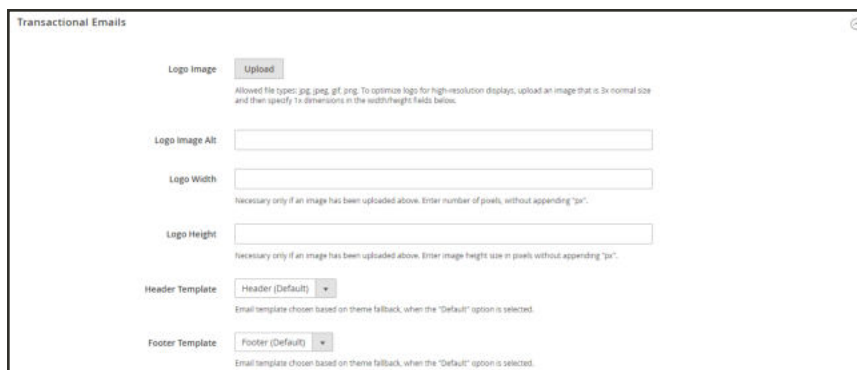 Transactional Emails
Logo Image
Upload
Allowed file types: jpg, jpeg, gif, png. To optimize logo for high-resolution displays, upload an image that is 3x normal size
and then specify 1x dimensions in the width/height fields below.
Logo Image Alt
Logo Width
Necessary only if an image has been uploaded above. Enter number of pixels, without appending "px".
Logo Height
Necessary only if an image has been uploaded above. Enter image height size in pixels without appending "px".
Header Template
Header (Default)
Email template chosen based on theme fallback, when the "Default" option is selected.
Footer Template
Footer (Default)
Email template chosen based on theme fallback, when the "Default" option is selected.